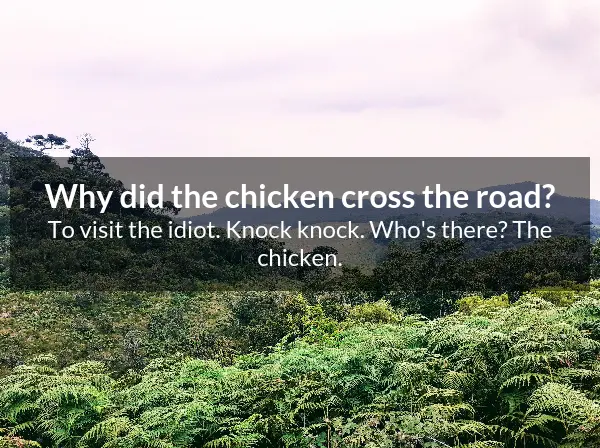 Why did the chicken cross the road?
To visit the idiot. Knock knock. Who's there? The
chicken.